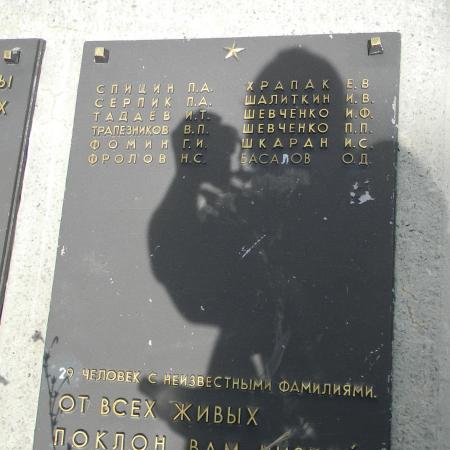 СПИЦИН П.А. ХРАПАК Е.В
СЕРПИК П.А. ШАЛИТКИН И.В.
ТАДАЕВ И.Т. ШЕВЧЕНКО И.Ф.
ТРАПЕЗНИКОВ В.П. ШЕВЧЕНКО П.П.
ФОМИН Г.И. ШКАРАН И.С.
ФРОЛОВ Н.С. БАСАЛОВ О.Д.
29 ЧЕЛОВЕК С НЕИЗВЕСТНЫМИ ФАМИЛИЯМИ.
ОТ ВСЕХ ЖИВЫХ
ПОКЛОН ВАМ